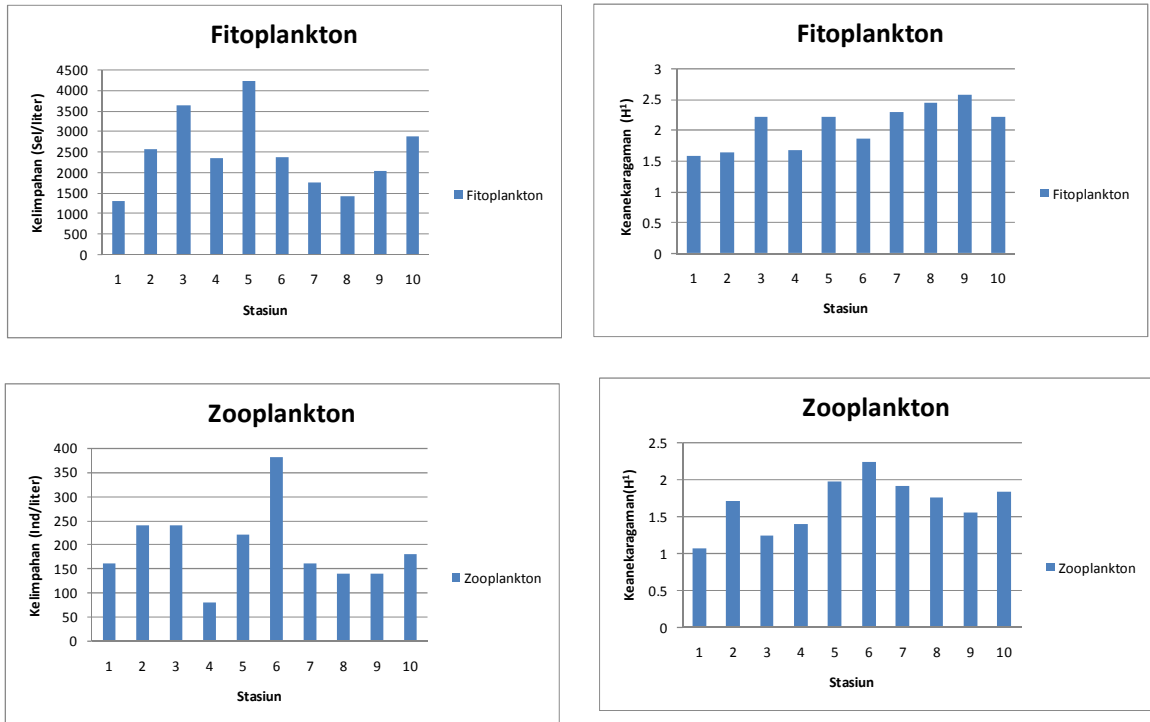 Fitoplankton
Kelimpahan (Sel/liter)
4500
4000
3500
3000
2500
2000
1500
1000
500
0
1 2 3 4 5 6 7 8 9 10
Stasiun
Fitoplankton
Fitoplankton
Keanekaragaman (H¹)
3
2.5
2
1.5
1
0.5
0
1 2 3 4 5 6 7 8 9 10
Stasiun
Fitoplankton
Zooplankton
Kelimpahan (Ind/liter)
400
350
300
250
200
150
100
50
0
1 2 3 4 5 6 7 8 9 10
Stasiun
Zooplankton
Zooplankton
Keanekaragaman(H¹)
2.5
2
1.5
1
0.5
0
1 2 3 4 5 6 7 8 9 10
Stasiun
Zooplankton